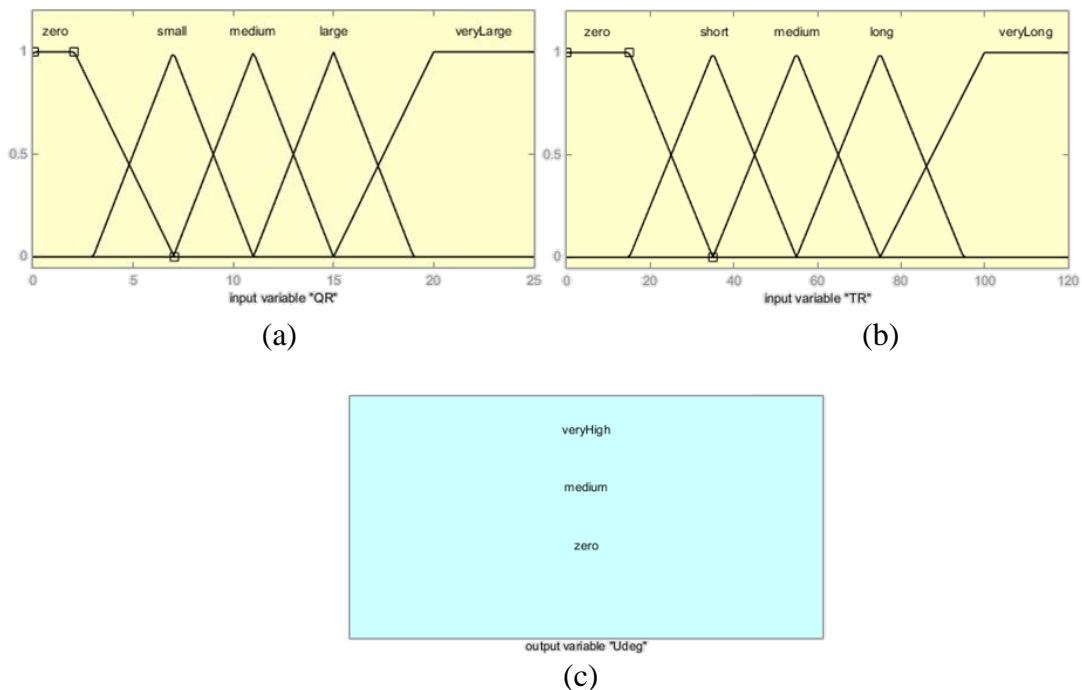 zero small medium large veryLarge
1
0.5
0
0 5 10 15 20 25
input variable "QR"
(a)
zero short medium long veryLong
1
0.5
0
0 20 40 60 80 100 120
input variable "TR"
(b)
veryHigh
medium
zero
output variable "Udeg"
(c)